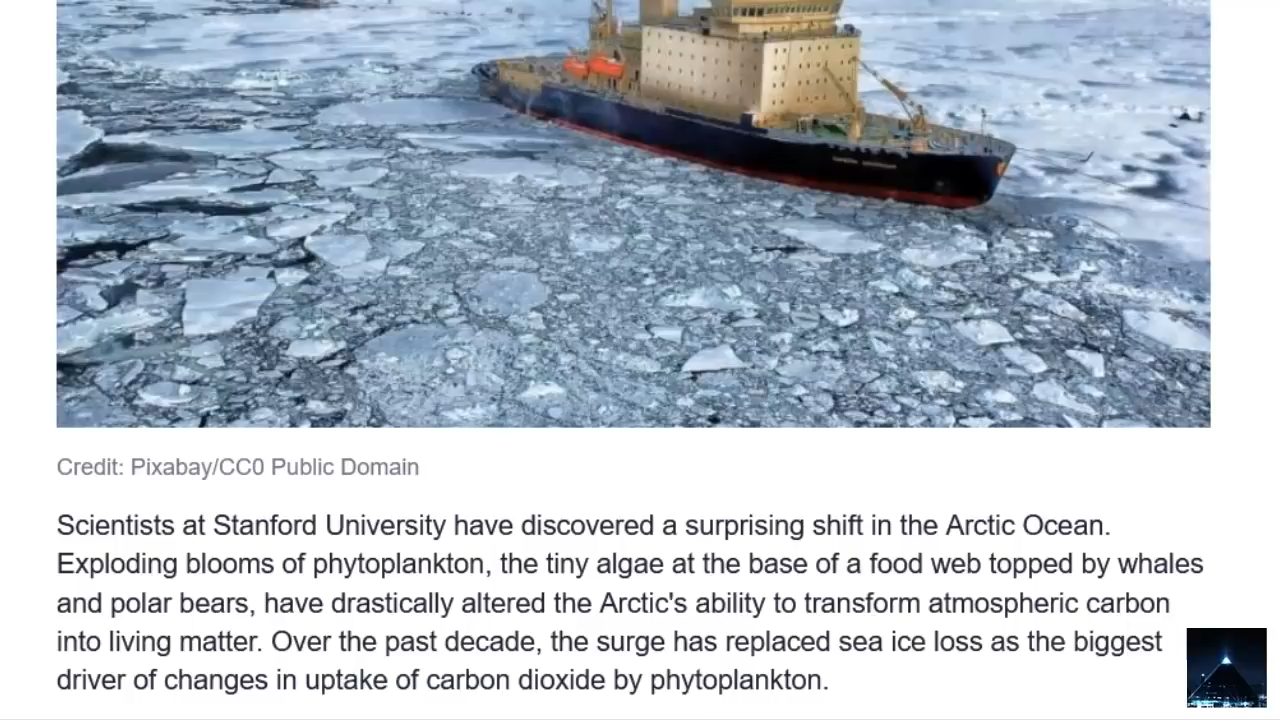 Credit: Pixabay/CC0 Public Domain
Scientists at Stanford University have discovered a surprising shift in the Arctic Ocean.
Exploding blooms of phytoplankton, the tiny algae at the base of a food web topped by whales
and polar bears, have drastically altered the Arctic's ability to transform atmospheric carbon
into living matter. Over the past decade, the surge has replaced sea ice loss as the biggest
driver of changes in uptake of carbon dioxide by phytoplankton.